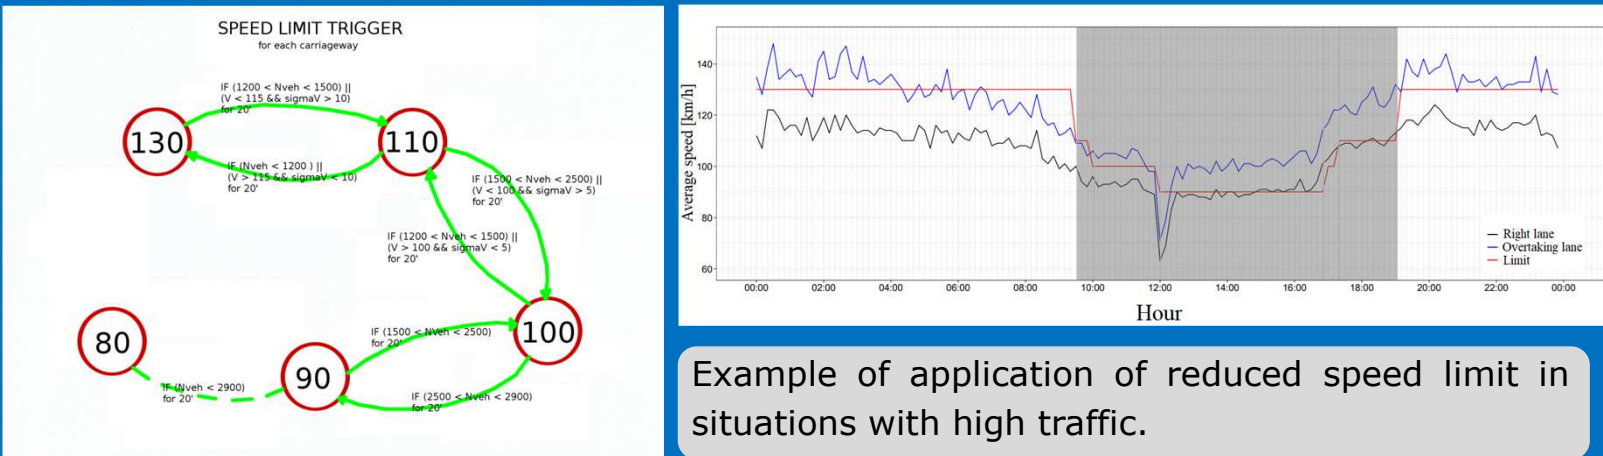 SPEED LIMIT TRIGGER
for each carriageway
IF (1200 < Nveh < 1500) ||
(V < 115 && sigmaV > 10)
for 20'
130
110
IF (Nveh < 1200 ) ||
(V > 115 && sigmaV < 10)
for 20'
IF (1500 < Nveh < 2500) ||
(V < 100 && sigmaV > 5)
for 20'
IF (1200 < Nveh < 1500) ||
(V > 100 && sigmaV < 5)
for 20'
80
90
100
IF (1500 < NVeh < 2500)
for 20'
IF (Nveh < 2900)
for 20'
IF (2500 < Nveh < 2900)
for 20'
Average speed [km/h]
140
120
100
80
60
Right lane
Overtaking lane
Limit
00:00 02:00 04:00 06:00 08:00 10:00 12:00 14:00 16:00 18:00 20:00 22:00 00:00
Hour
Example of application of reduced speed limit in
situations with high traffic.